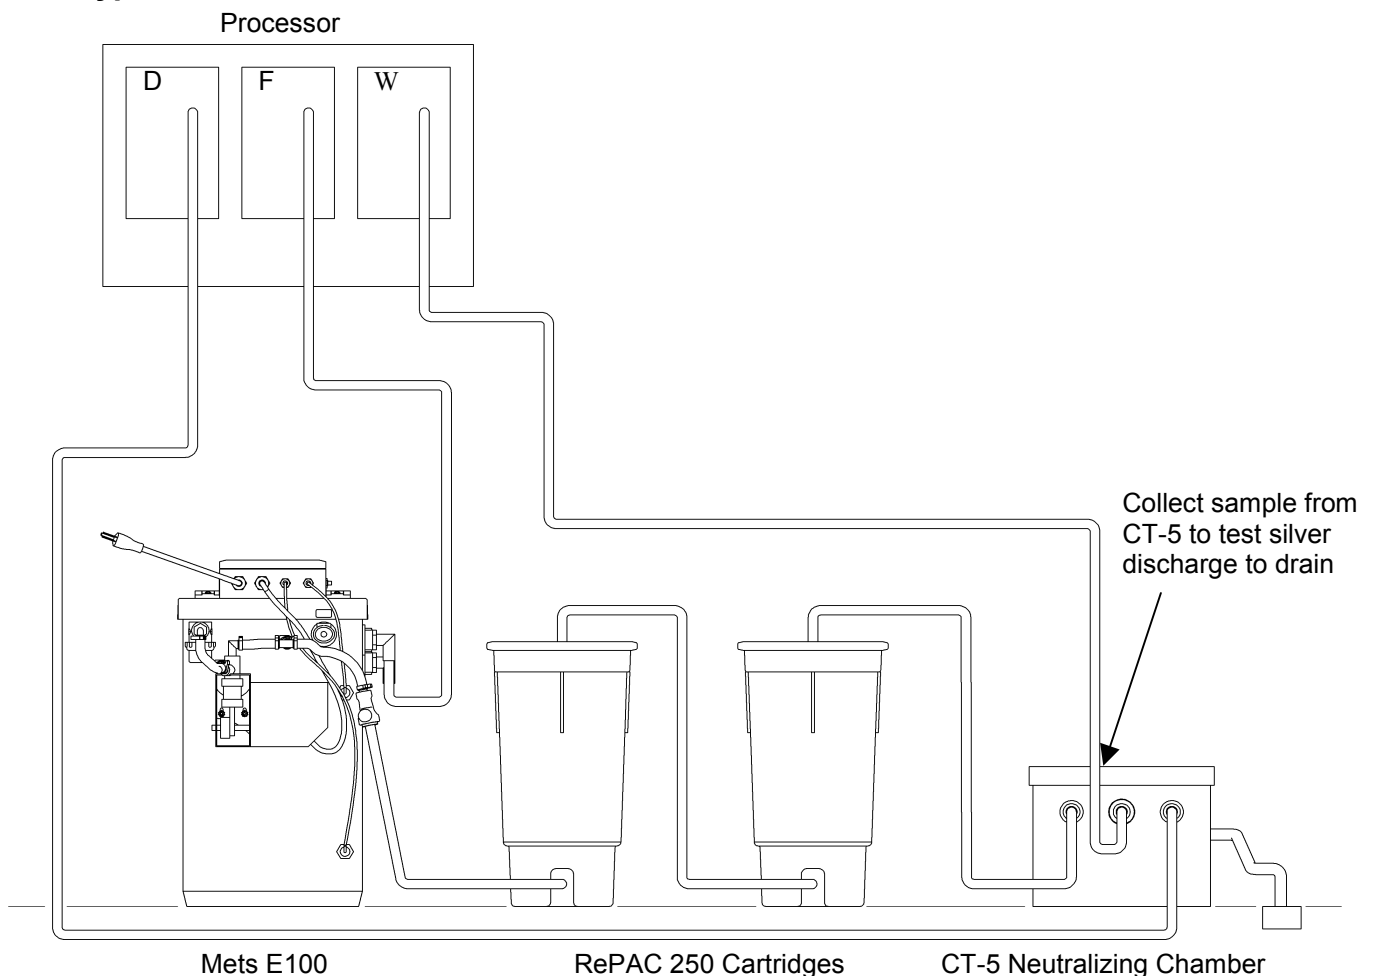 Processor
D F W
Collect sample from
CT-5 to test silver
discharge to drain
Mets E100 RePAC 250 Cartridges CT-5 Neutralizing Chamber